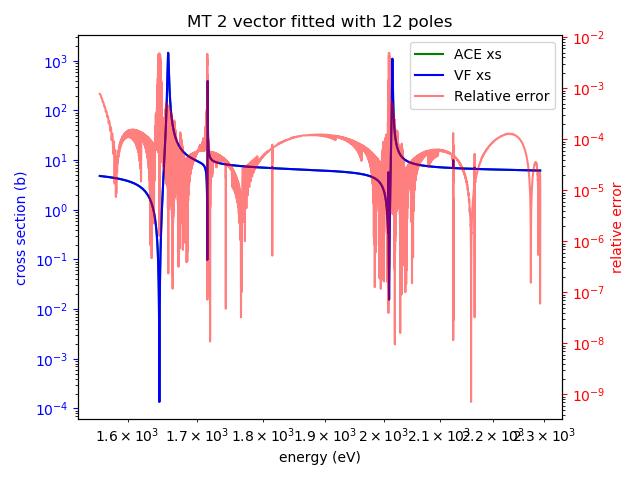 MT 2 vector fitted with 12 poles
ACE xs
VF xs
Relative error
cross section (b)
10³
10²
10¹
10⁰
10⁻¹
10⁻²
10⁻³
10⁻⁴
10⁻²
10⁻³
10⁻⁴
10⁻⁵
10⁻⁶
10⁻⁷
10⁻⁸
10⁻⁹
relative error
1.6 × 10³ 1.7 × 10³ 1.8 × 10³ 1.9 × 10³ 2 × 10³ 2.1 × 10³ 2.2 × 10³ 2.3 × 10³
energy (eV)